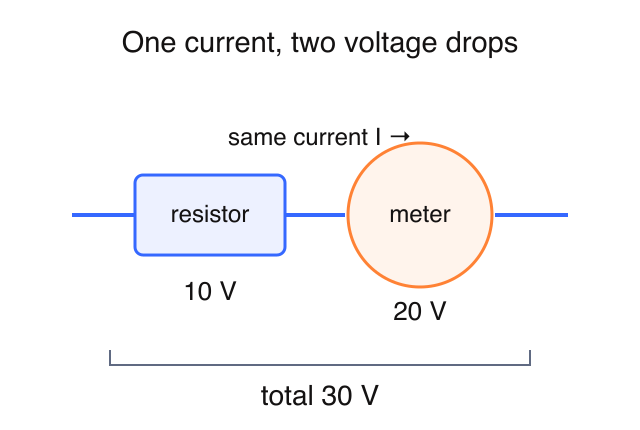 One current, two voltage drops
same current I →
resistor
meter
10 V
20 V
total 30 V